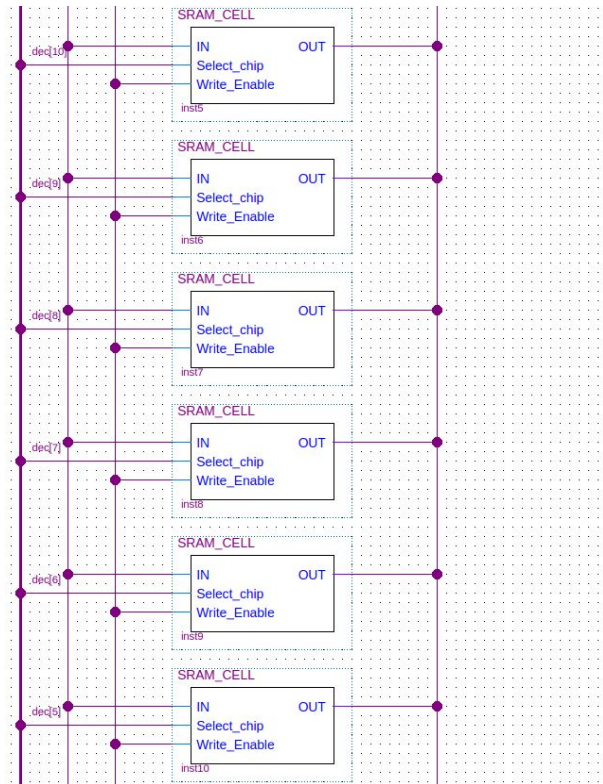 SRAM_CELL
dec[10]
IN OUT
Select_chip
Write_Enable
inst5
SRAM_CELL
dec[9]
IN OUT
Select_chip
Write_Enable
inst6
SRAM_CELL
dec[8]
IN OUT
Select_chip
Write_Enable
inst7
SRAM_CELL
dec[7]
IN OUT
Select_chip
Write_Enable
inst8
SRAM_CELL
dec[6]
IN OUT
Select_chip
Write_Enable
inst9
SRAM_CELL
dec[5]
IN OUT
Select_chip
Write_Enable
inst10